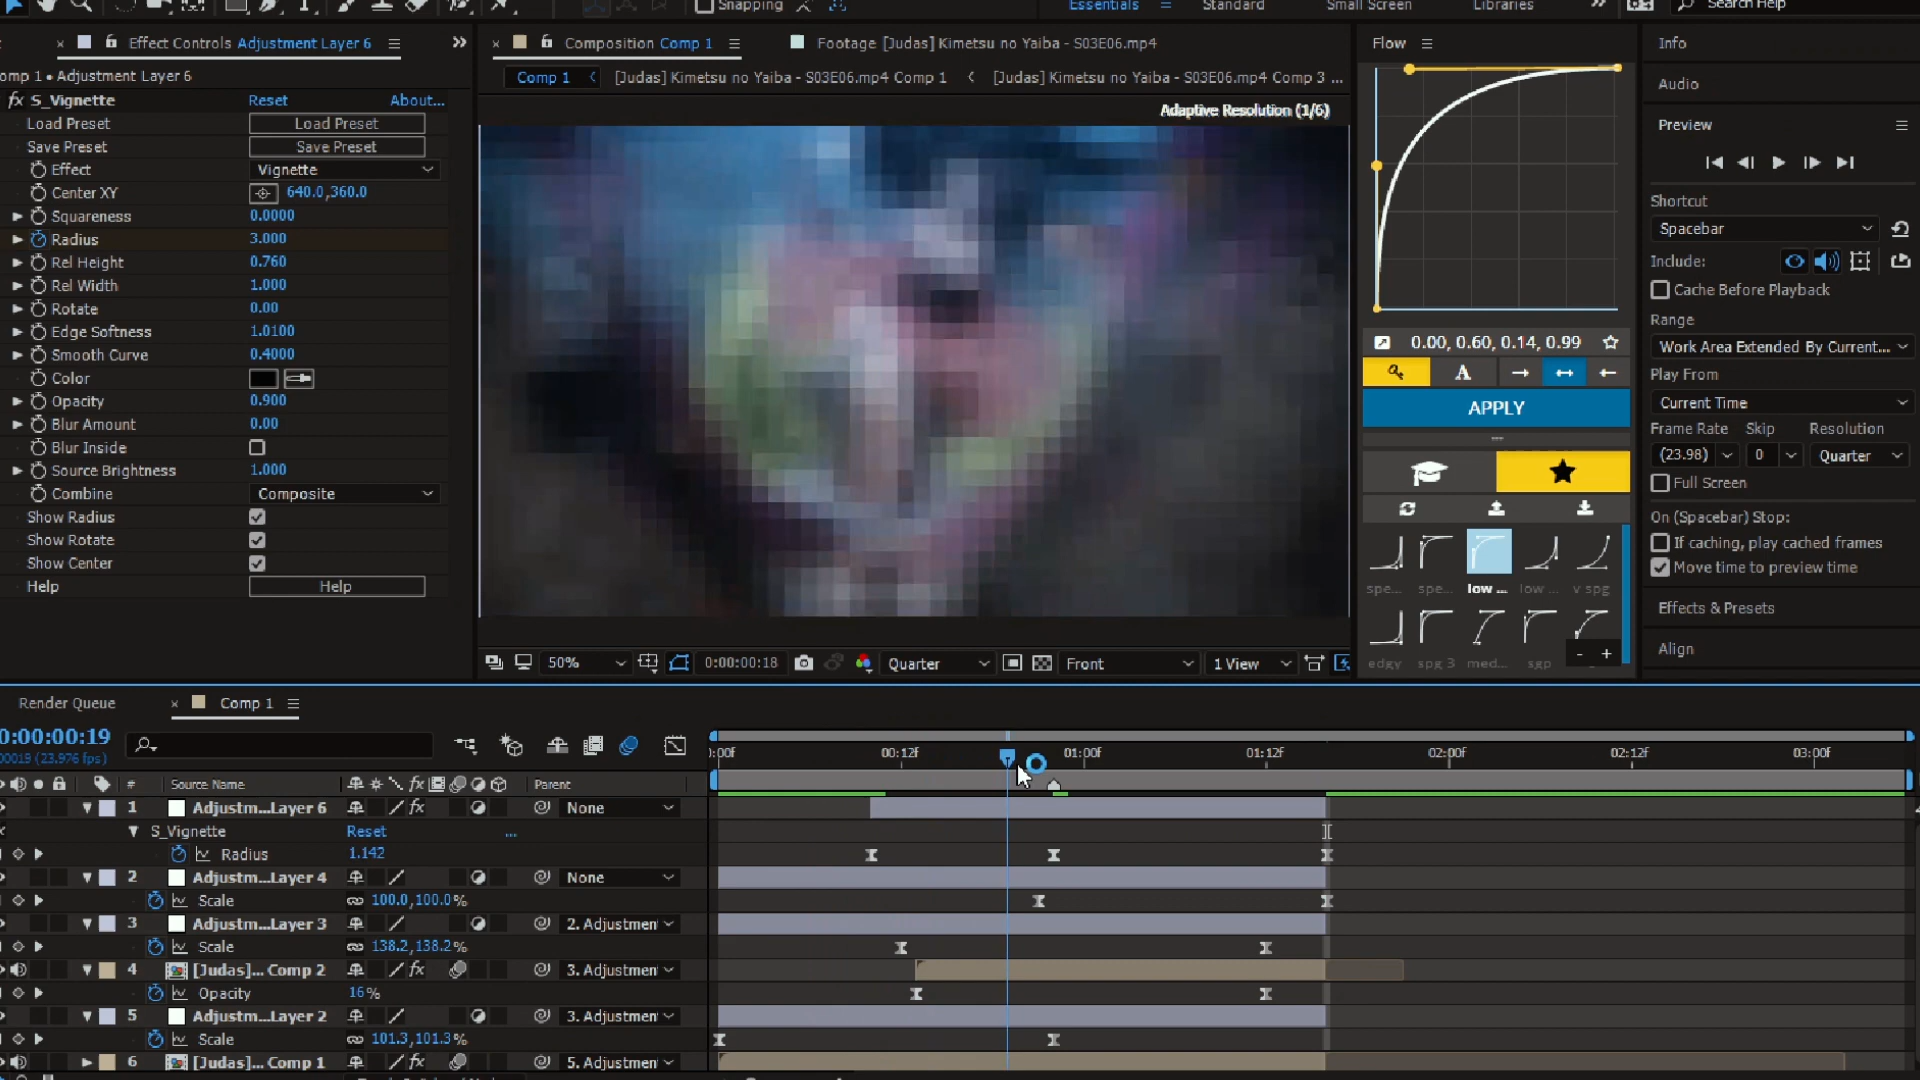 Snapping
Essentials
Standard
Small Screen
Libraries
Search Help
Effect Controls Adjustment Layer 6
Composition Comp 1
Footage [Judas] Kimetsu no Yaiba - S03E06.mp4
Flow
Info
omp 1 • Adjustment Layer 6
Comp 1
[Judas] Kimetsu no Yaiba - S03E06.mp4 Comp 1
[Judas] Kimetsu no Yaiba - S03E06.mp4 Comp 3 ...
Audio
fx S_Vignette Reset About...
Adaptive Resolution (1/6)
Load Preset Load Preset
Preview
Save Preset Save Preset
Effect Vignette
Center XY 640.0,360.0
Squareness 0.0000
Radius 3.000
Rel Height 0.760
Rel Width 1.000
Rotate 0.00
Edge Softness 1.0100
Smooth Curve 0.4000
Color
Opacity 0.900
Blur Amount 0.00
Blur Inside
Source Brightness 1.000
Combine Composite
Show Radius
Show Rotate
Show Center
Help Help
0.00, 0.60, 0.14, 0.99
A
APPLY
spe...
spe...
low ...
low ...
v spg
edgy
spg 3
med...
sgp
- +
Shortcut
Spacebar
Include:
Cache Before Playback
Range
Work Area Extended By Current...
Play From
Current Time
Frame Rate Skip Resolution
(23.98) 0 Quarter
Full Screen
On (Spacebar) Stop:
If caching, play cached frames
Move time to preview time
Effects & Presets
Align
50%
0:00:00:18
Quarter
Front
1 View
Render Queue
Comp 1
0:00:00:19
00019 (23.976 fps)
:00f 00:12f 01:00f 01:12f 02:00f 02:12f 03:00f
# Source Name fx Parent
1 Adjustm...Layer 6 fx None
S_Vignette Reset ...
Radius 1.142
2 Adjustm...Layer 4 None
Scale 100.0,100.0%
3 Adjustm...Layer 3 2. Adjustmen
Scale 138.2,138.2%
4 [Judas]... Comp 2 fx 3. Adjustmen
Opacity 16%
5 Adjustm...Layer 2 3. Adjustmen
Scale 101.3,101.3%
6 [Judas]... Comp 1 fx 5. Adjustmen